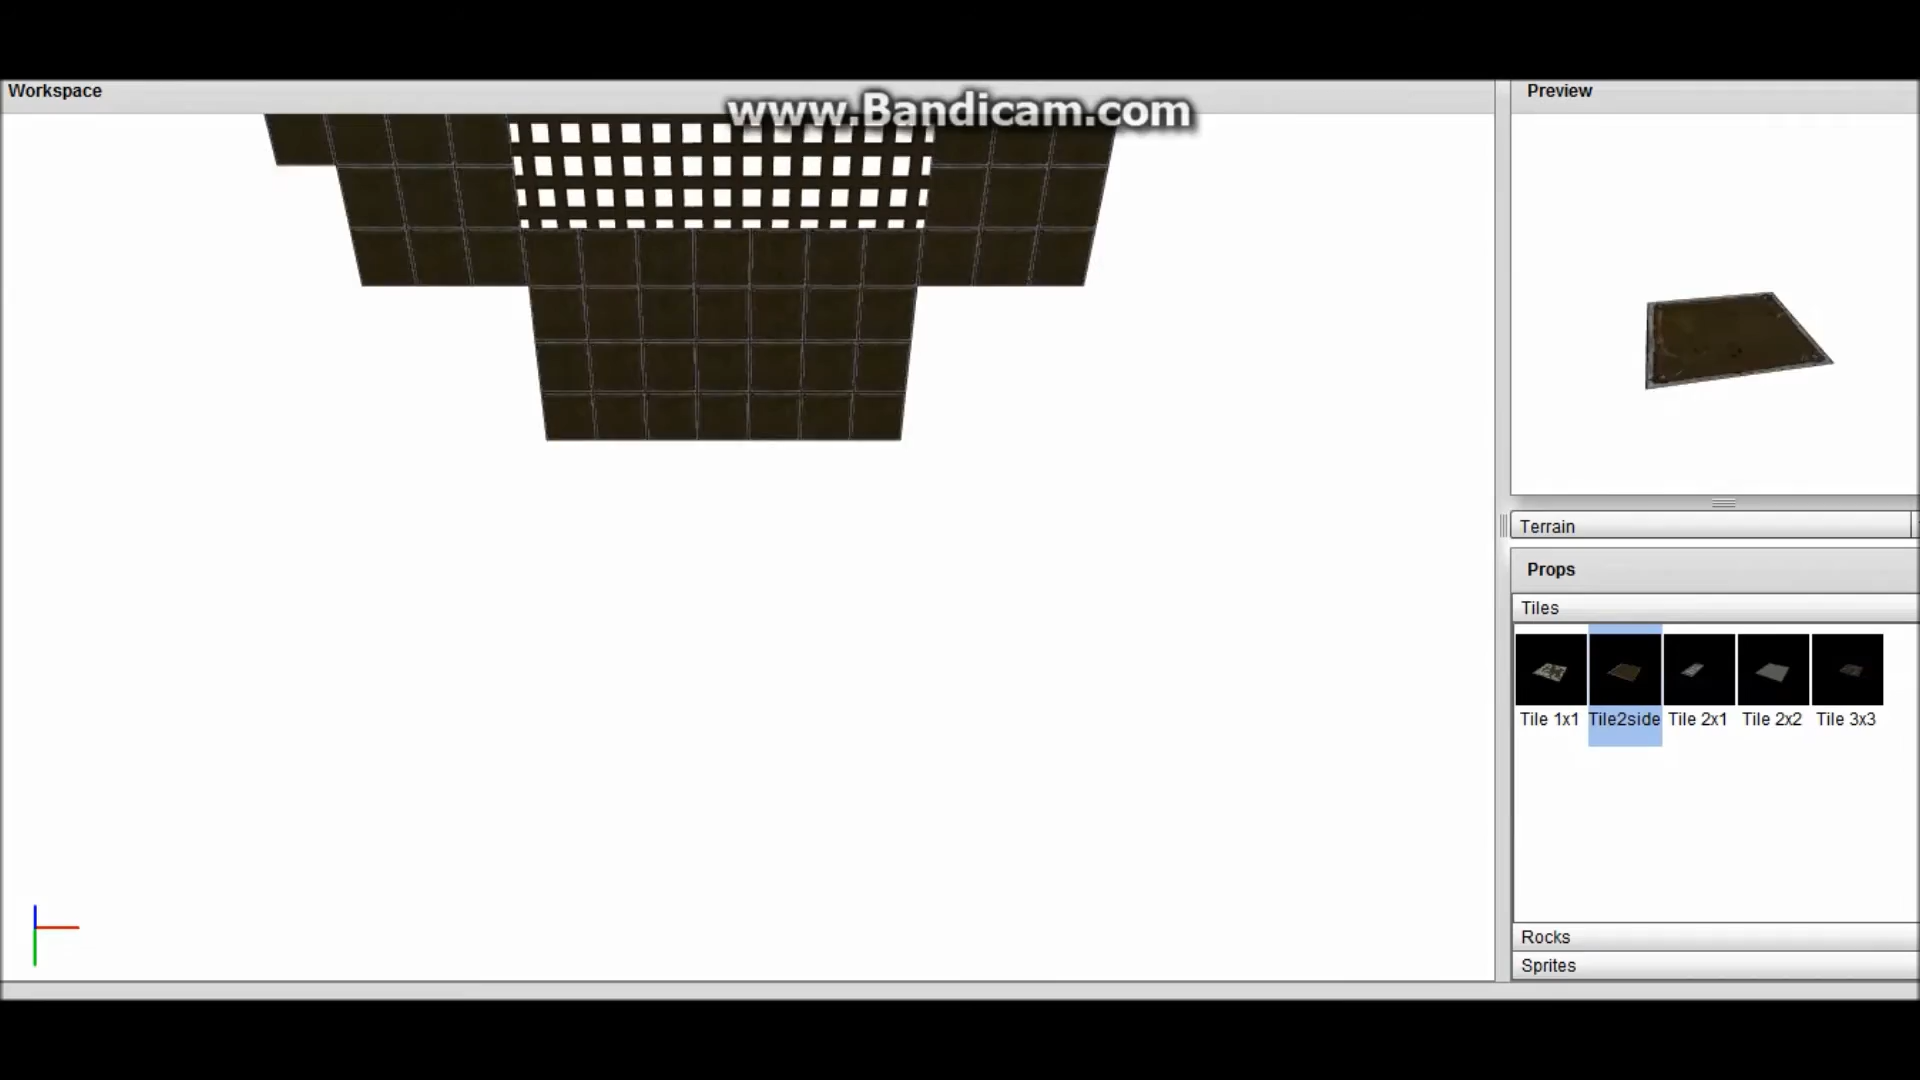 Workspace
www.Bandicam.com
Preview
Terrain
Props
Tiles
Tile 1x1
Tile2side
Tile 2x1
Tile 2x2
Tile 3x3
Rocks
Sprites